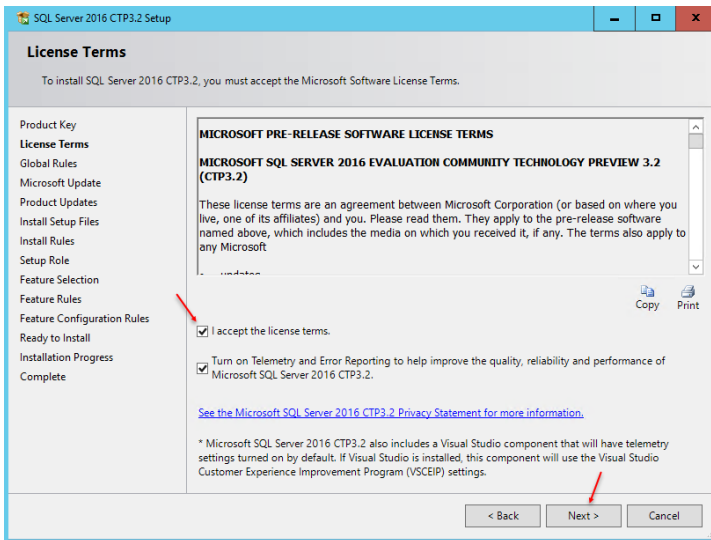 SQL Server 2016 CTP3.2 Setup
License Terms
To install SQL Server 2016 CTP3.2, you must accept the Microsoft Software License Terms.
Product Key
License Terms
Global Rules
Microsoft Update
Product Updates
Install Setup Files
Install Rules
Setup Role
Feature Selection
Feature Rules
Feature Configuration Rules
Ready to Install
Installation Progress
Complete
MICROSOFT PRE-RELEASE SOFTWARE LICENSE TERMS
MICROSOFT SQL SERVER 2016 EVALUATION COMMUNITY TECHNOLOGY PREVIEW 3.2
(CTP3.2)
These license terms are an agreement between Microsoft Corporation (or based on where you
live, one of its affiliates) and you. Please read them. They apply to the pre-release software
named above, which includes the media on which you received it, if any. The terms also apply to
any Microsoft
• updates
Copy Print
I accept the license terms.
Turn on Telemetry and Error Reporting to help improve the quality, reliability and performance of
Microsoft SQL Server 2016 CTP3.2.
See the Microsoft SQL Server 2016 CTP3.2 Privacy Statement for more information.
* Microsoft SQL Server 2016 CTP3.2 also includes a Visual Studio component that will have telemetry
settings turned on by default. If Visual Studio is installed, this component will use the Visual Studio
Customer Experience Improvement Program (VSCEIP) settings.
< Back Next > Cancel